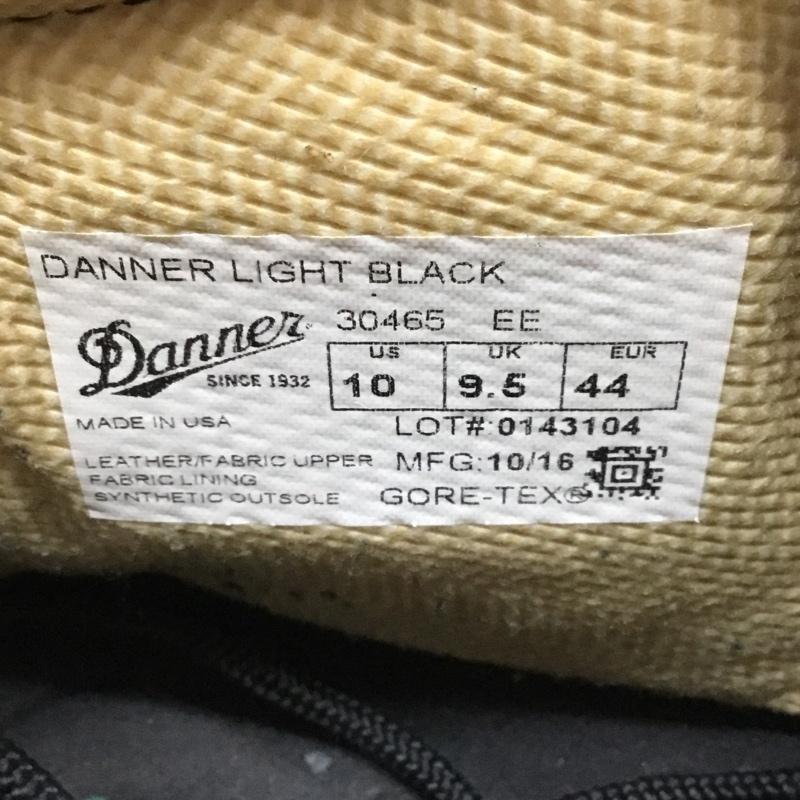 DANNER LIGHT BLACK
Danner® 30465 EE
SINCE 1932
US UK EUR
10 9.5 44
MADE IN USA LOT#:0143104
LEATHER/FABRIC UPPER MFG:10/16
FABRIC LINING
SYNTHETIC OUTSOLE GORE-TEX®